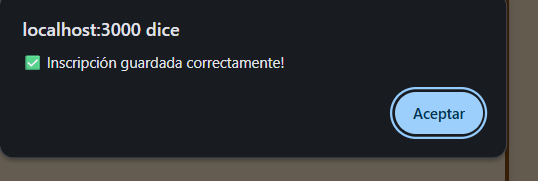 localhost:3000 dice
✅ Inscripción guardada correctamente!
Aceptar